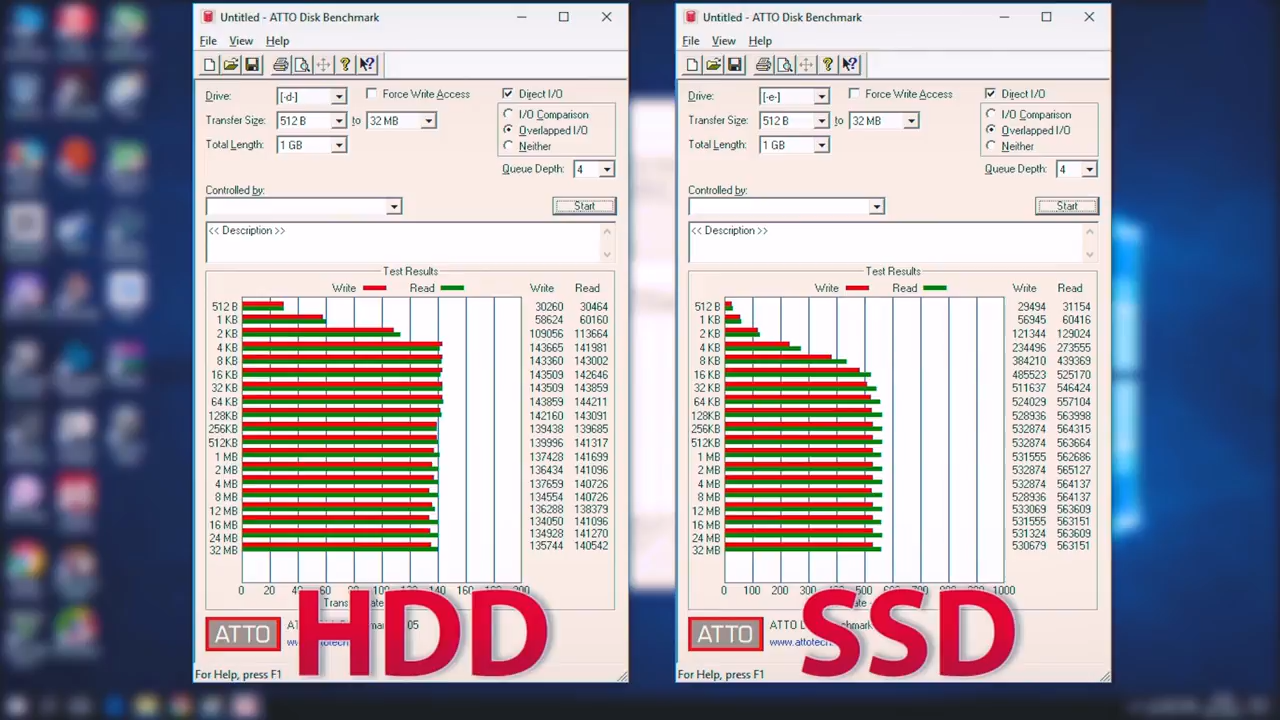 Untitled - ATTO Disk Benchmark
File View Help
Drive: [-d-] Force Write Access Direct I/O
Transfer Size: 512 B to 32 MB I/O Comparison
Overlapped I/O
Total Length: 1 GB Neither
Queue Depth: 4
Controlled by:
Start
<< Description >>
Test Results
Write Read Write Read
512 B 30260 30464
1 KB 58624 60160
2 KB 109056 113664
4 KB 143665 141981
8 KB 143360 143002
16 KB 143509 142646
32 KB 143509 143859
64 KB 143859 144211
128KB 142160 143091
256KB 139438 139685
512KB 139996 141317
1 MB 137428 141699
2 MB 136434 141096
4 MB 137659 140726
8 MB 134554 140726
12 MB 136288 138379
16 MB 134050 141096
24 MB 134928 141270
32 MB 135744 140542
0 20 40 60 80 100 120 140 160 200
HDD
ATTO
For Help, press F1
Untitled - ATTO Disk Benchmark
File View Help
Drive: [-e-] Force Write Access Direct I/O
Transfer Size: 512 B to 32 MB I/O Comparison
Overlapped I/O
Total Length: 1 GB Neither
Queue Depth: 4
Controlled by:
Start
<< Description >>
Test Results
Write Read Write Read
512 B 29494 31154
1 KB 56945 60416
2 KB 121344 129024
4 KB 234496 273555
8 KB 384210 439369
16 KB 485523 525170
32 KB 511637 546424
64 KB 524029 557104
128KB 528936 563998
256KB 532874 564315
512KB 532874 563664
1 MB 531555 562686
2 MB 532874 565127
4 MB 532874 564137
8 MB 528936 564137
12 MB 533069 563609
16 MB 531555 563151
24 MB 531324 563609
32 MB 530679 563151
0 100 200 300 400 500 600 1000
SSD
ATTO
For Help, press F1